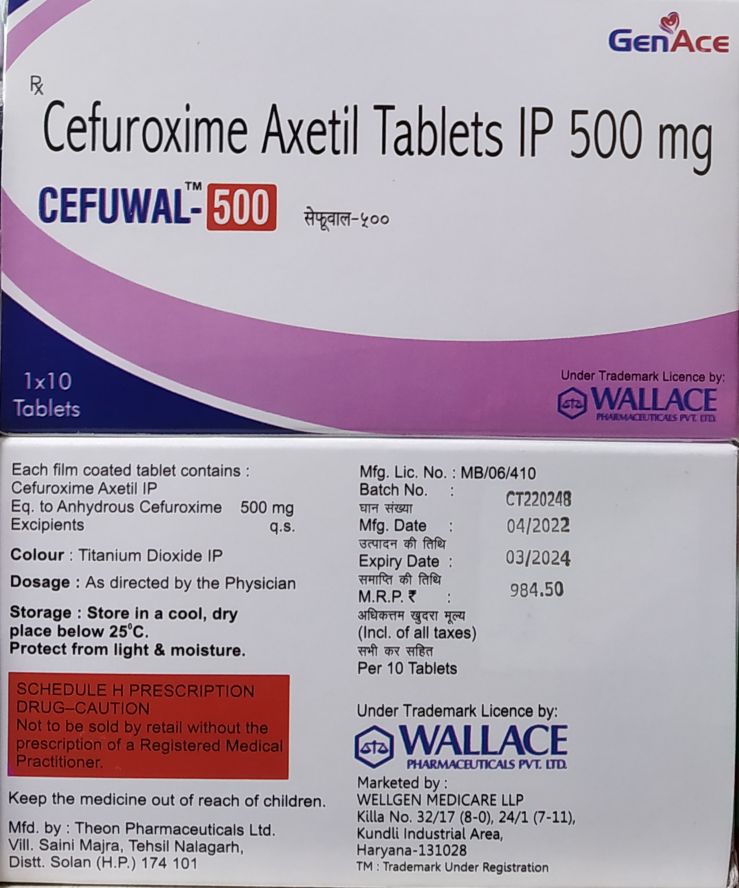 GenAce
Rx
Cefuroxime Axetil Tablets IP 500 mg
CEFUWAL™-500 सेफूवाल-५००
1x10
Tablets
Under Trademark Licence by:
WALLACE
PHARMACEUTICALS PVT. LTD.
Each film coated tablet contains :
Cefuroxime Axetil IP
Eq. to Anhydrous Cefuroxime 500 mg
Excipients q.s.
Colour : Titanium Dioxide IP
Dosage : As directed by the Physician
Storage : Store in a cool, dry
place below 25°C.
Protect from light & moisture.
SCHEDULE H PRESCRIPTION
DRUG–CAUTION
Not to be sold by retail without the
prescription of a Registered Medical
Practitioner.
Keep the medicine out of reach of children.
Mfd. by : Theon Pharmaceuticals Ltd.
Vill. Saini Majra, Tehsil Nalagarh,
Distt. Solan (H.P.) 174 101
Mfg. Lic. No. : MB/06/410
Batch No. : CT220248
घान संख्या
Mfg. Date : 04/2022
उत्पादन की तिथि
Expiry Date : 03/2024
समाप्ति की तिथि
M.R.P. ₹ : 984.50
अधिकत्तम खुदरा मूल्य
(Incl. of all taxes)
सभी कर सहित
Per 10 Tablets
Under Trademark Licence by:
WALLACE
PHARMACEUTICALS PVT. LTD.
Marketed by :
WELLGEN MEDICARE LLP
Killa No. 32/17 (8-0), 24/1 (7-11),
Kundli Industrial Area,
Haryana-131028
TM : Trademark Under Registration